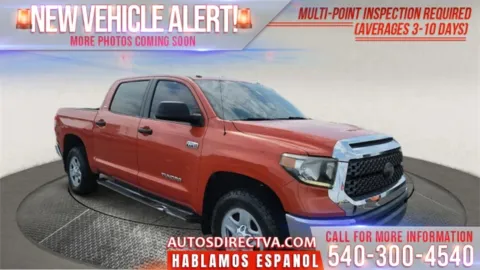 NEW VEHICLE ALERT!
MORE PHOTOS COMING SOON
MULTI-POINT INSPECTION REQUIRED
(AVERAGES 3-10 DAYS)
TUNDRA
AUTOSDIRECTVA.COM
HABLAMOS ESPANOL
CALL FOR MORE INFORMATION
540-300-4540